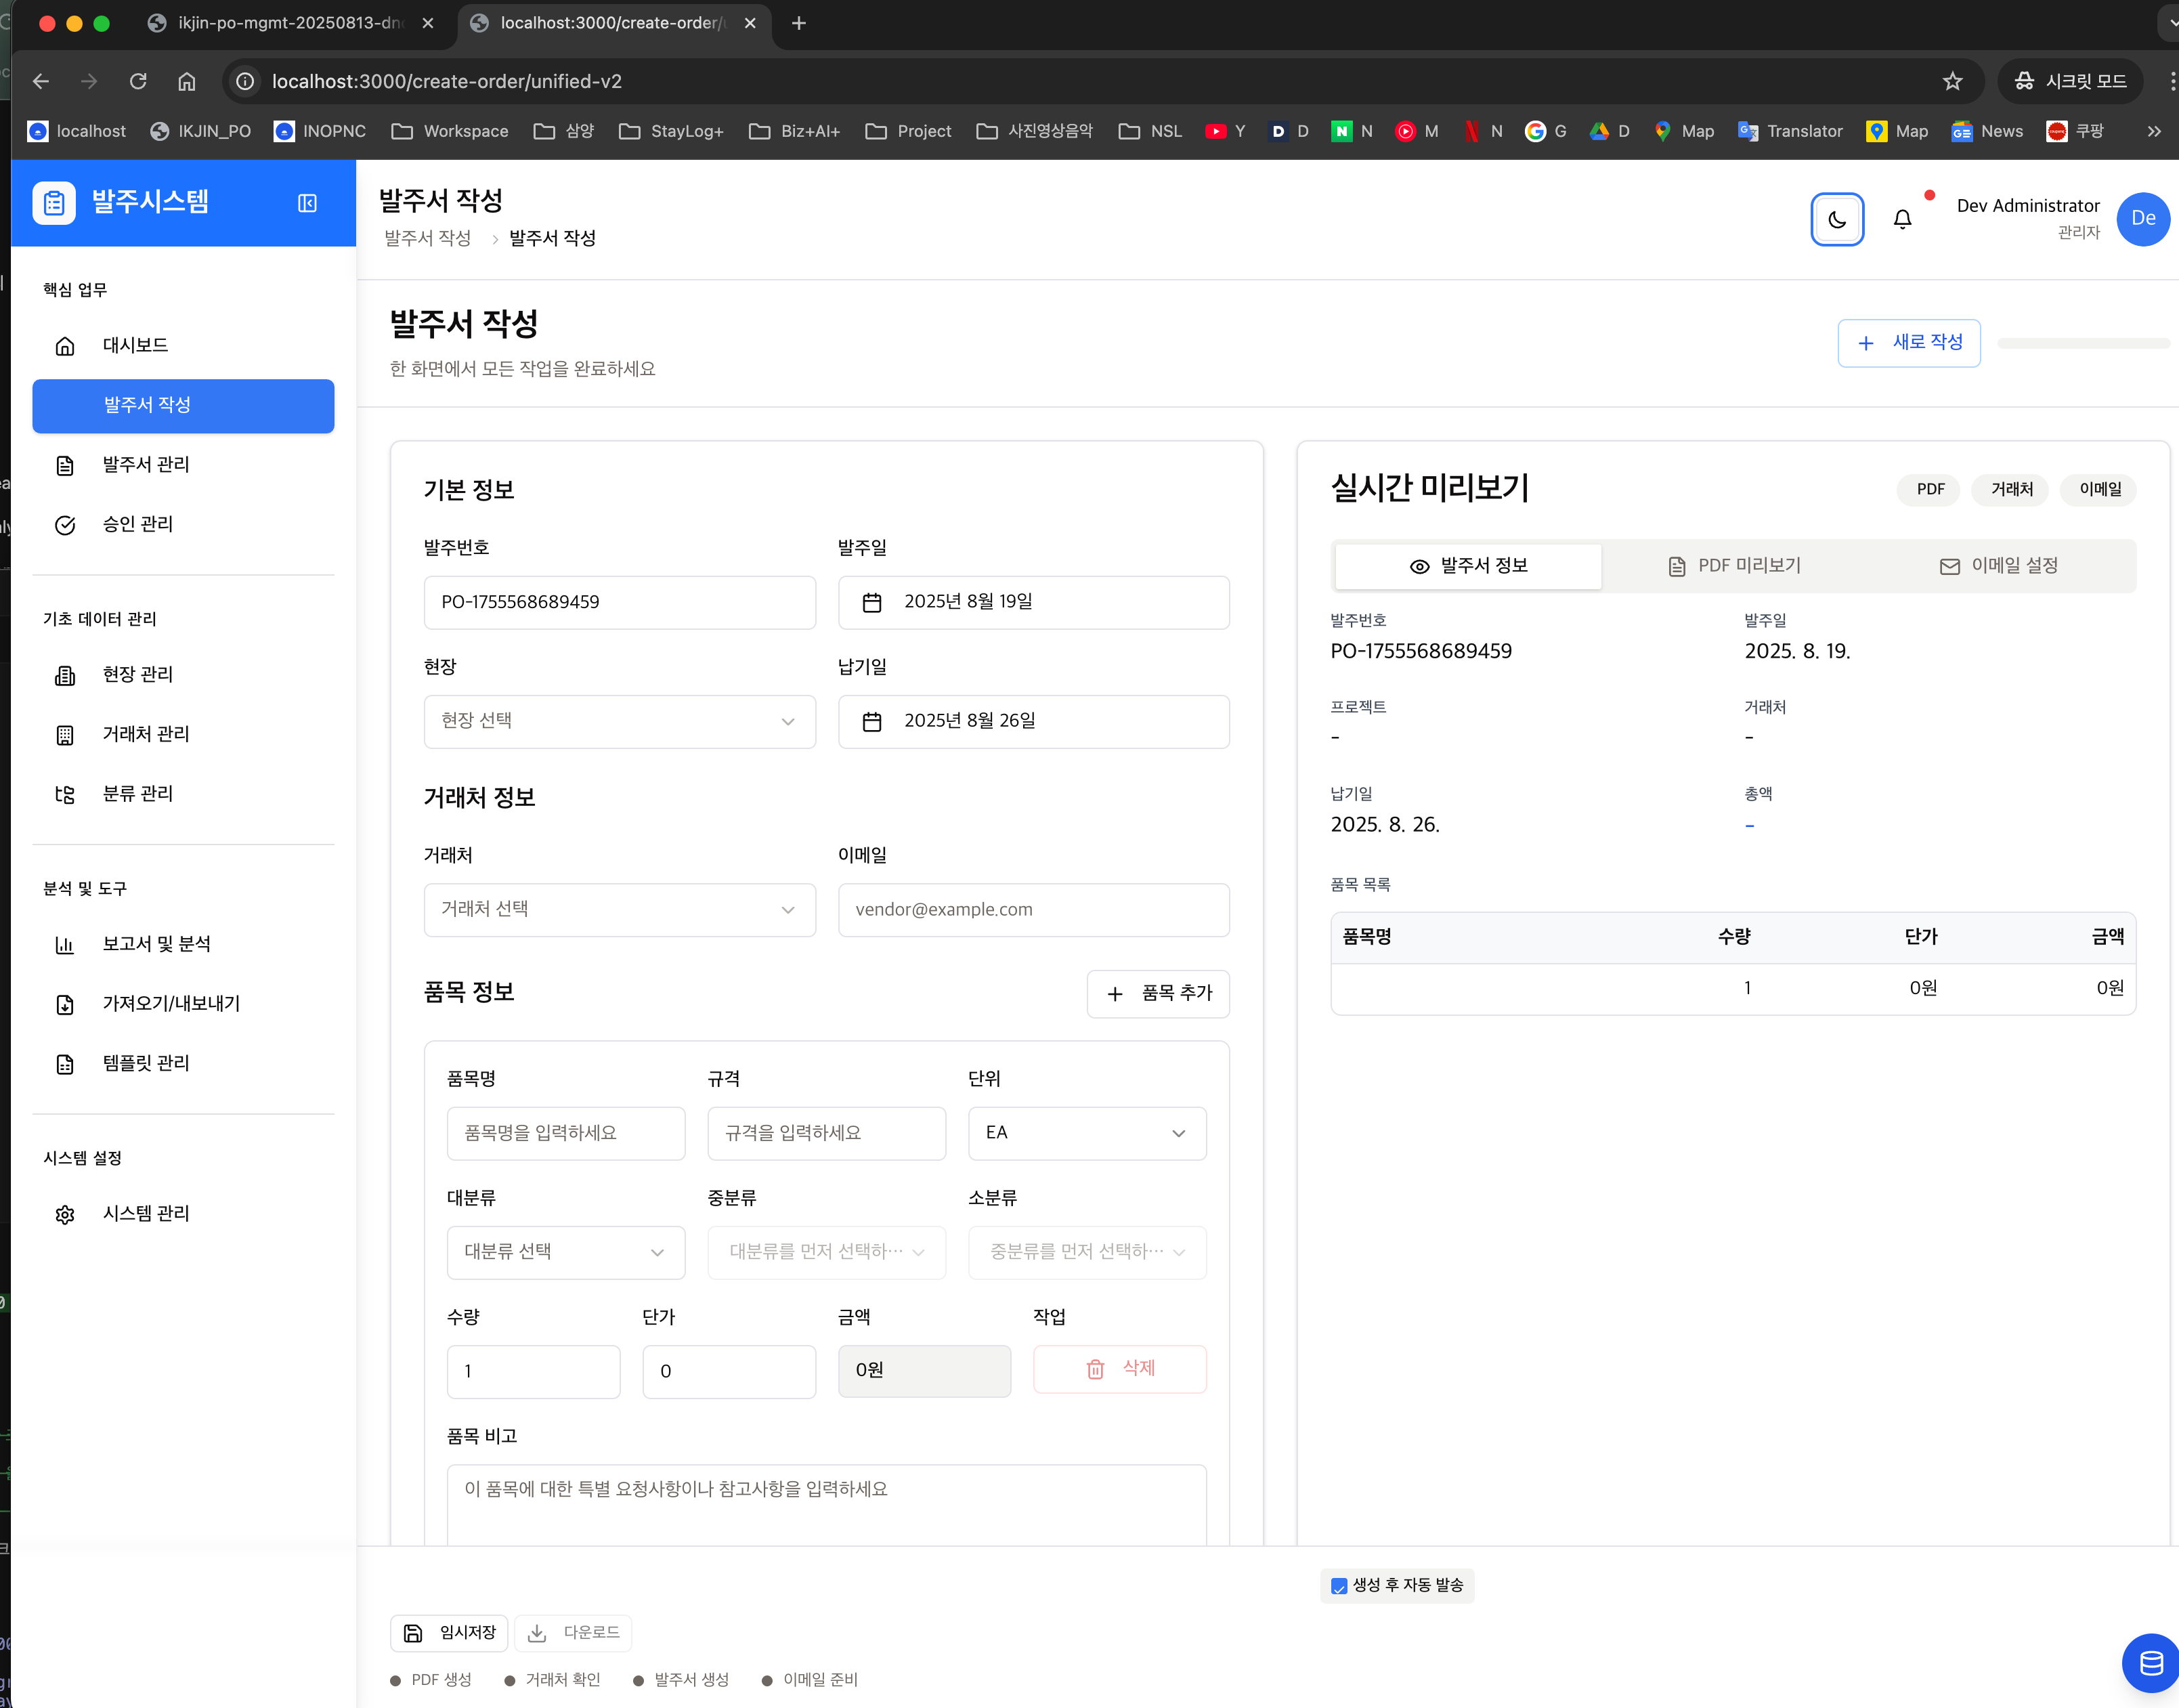 ikjin-po-mgmt-20250813-dn
localhost:3000/create-order/u
localhost:3000/create-order/unified-v2
시크릿 모드
localhost
IKJIN_PO
INOPNC
Workspace
삼양
StayLog+
Biz+AI+
Project
사진영상음악
NSL
Y
D
N
M
N
G
D
Map
Translator
Map
News
쿠팡
발주시스템
핵심 업무
대시보드
발주서 작성
발주서 관리
승인 관리
기초 데이터 관리
현장 관리
거래처 관리
분류 관리
분석 및 도구
보고서 및 분석
가져오기/내보내기
템플릿 관리
시스템 설정
시스템 관리
발주서 작성
발주서 작성 > 발주서 작성
Dev Administrator
관리자
De
발주서 작성
한 화면에서 모든 작업을 완료하세요
+ 새로 작성
기본 정보
발주번호
발주일
PO-1755568689459
2025년 8월 19일
현장
납기일
현장 선택
2025년 8월 26일
거래처 정보
거래처
이메일
거래처 선택
vendor@example.com
품목 정보
+ 품목 추가
품목명
규격
단위
품목명을 입력하세요
규격을 입력하세요
EA
대분류
중분류
소분류
대분류 선택
대분류를 먼저 선택하…
중분류를 먼저 선택하…
수량
단가
금액
작업
1
0
0원
삭제
품목 비고
이 품목에 대한 특별 요청사항이나 참고사항을 입력하세요
실시간 미리보기
PDF
거래처
이메일
발주서 정보
PDF 미리보기
이메일 설정
발주번호
발주일
PO-1755568689459
2025. 8. 19.
프로젝트
거래처
-
-
납기일
총액
2025. 8. 26.
-
품목 목록
품목명 수량 단가 금액
1 0원 0원
생성 후 자동 발송
임시저장
다운로드
PDF 생성
거래처 확인
발주서 생성
이메일 준비